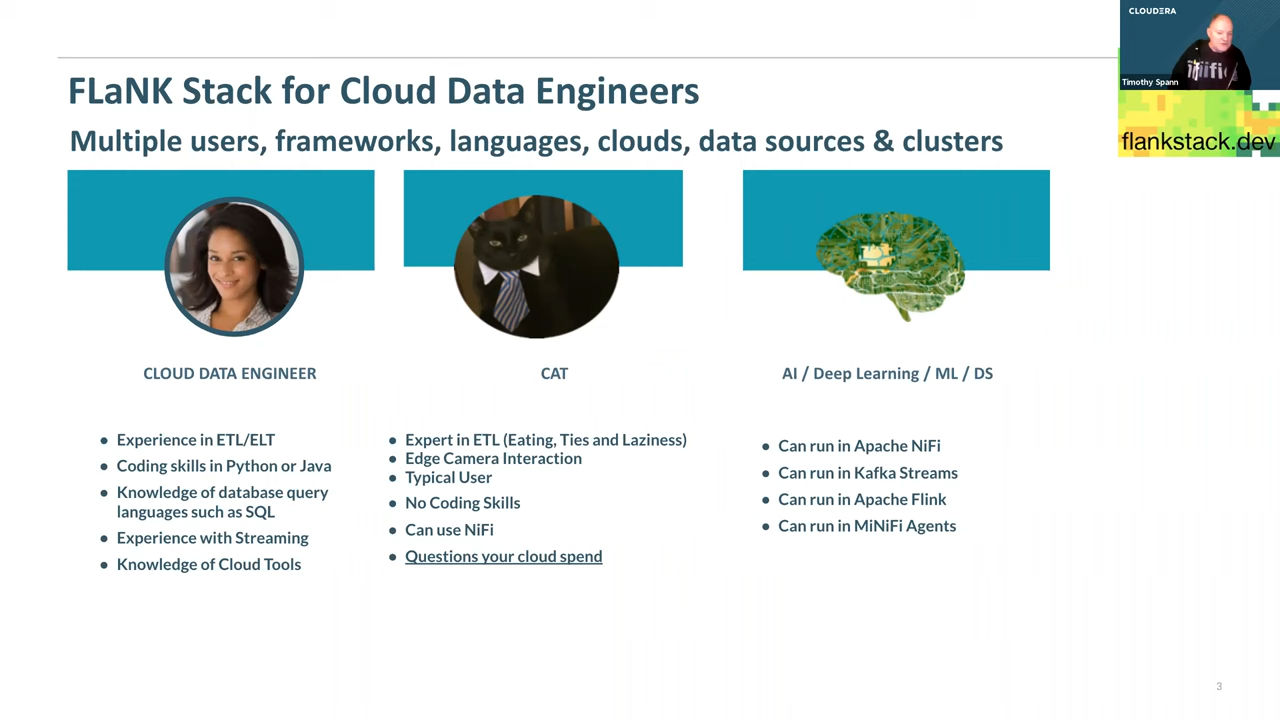 CLOUDERA
Timothy Spann
flankstack.dev
FLaNK Stack for Cloud Data Engineers
Multiple users, frameworks, languages, clouds, data sources & clusters
CLOUD DATA ENGINEER
● Experience in ETL/ELT
● Coding skills in Python or Java
● Knowledge of database query
languages such as SQL
● Experience with Streaming
● Knowledge of Cloud Tools
CAT
● Expert in ETL (Eating, Ties and Laziness)
● Edge Camera Interaction
● Typical User
● No Coding Skills
● Can use NiFi
● Questions your cloud spend
AI / Deep Learning / ML / DS
● Can run in Apache NiFi
● Can run in Kafka Streams
● Can run in Apache Flink
● Can run in MiNiFi Agents
3